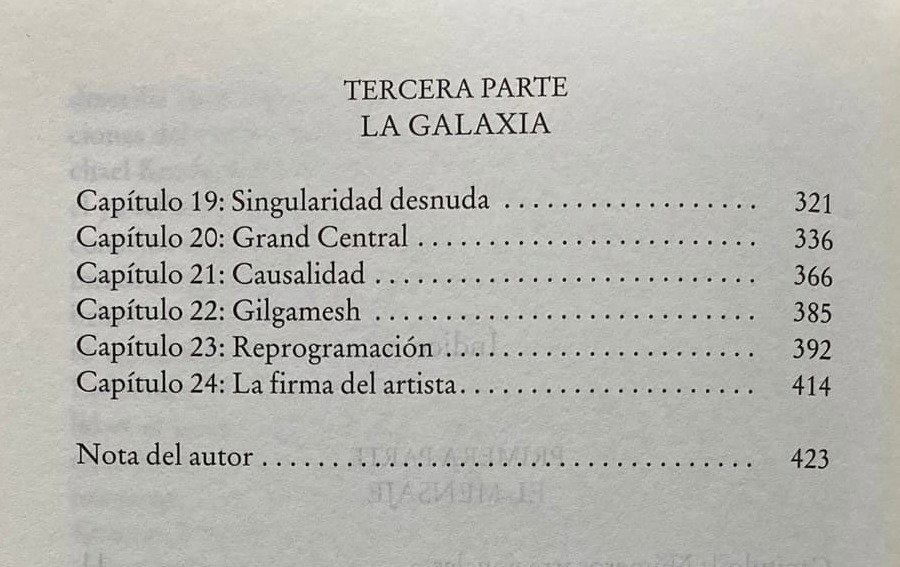 TERCERA PARTE
LA GALAXIA
Capítulo 19: Singularidad desnuda . . . . . . . . . . . . . . . . . . 321
Capítulo 20: Grand Central . . . . . . . . . . . . . . . . . . . . . . . . 336
Capítulo 21: Causalidad . . . . . . . . . . . . . . . . . . . . . . . . . . . 366
Capítulo 22: Gilgamesh . . . . . . . . . . . . . . . . . . . . . . . . . . . 385
Capítulo 23: Reprogramación . . . . . . . . . . . . . . . . . . . . . . 392
Capítulo 24: La firma del artista. . . . . . . . . . . . . . . . . . . . . 414
Nota del autor . . . . . . . . . . . . . . . . . . . . . . . . . . . . . . . . . . . 423